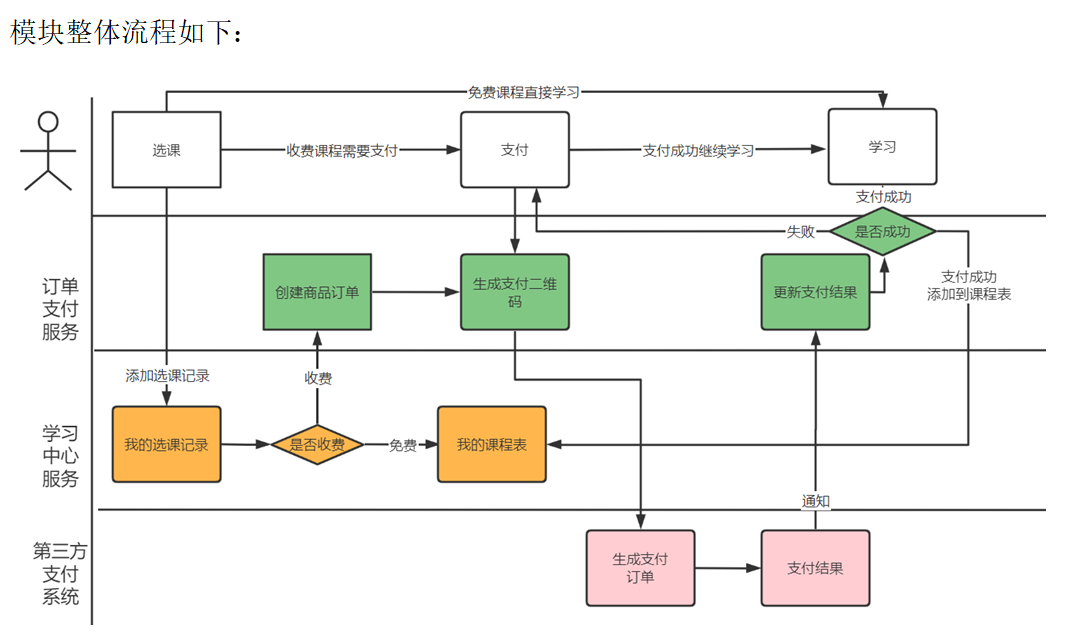 模块整体流程如下：
免费课程直接学习
选课
收费课程需要支付
支付
支付成功继续学习
学习
支付成功
失败
是否成功
订单
支付
服务
创建商品订单
生成支付二维
码
更新支付结果
支付成功
添加到课程表
添加选课记录
收费
学习
中心
服务
我的选课记录
是否收费
免费
我的课程表
通知
第三方
支付
系统
生成支付
订单
支付结果